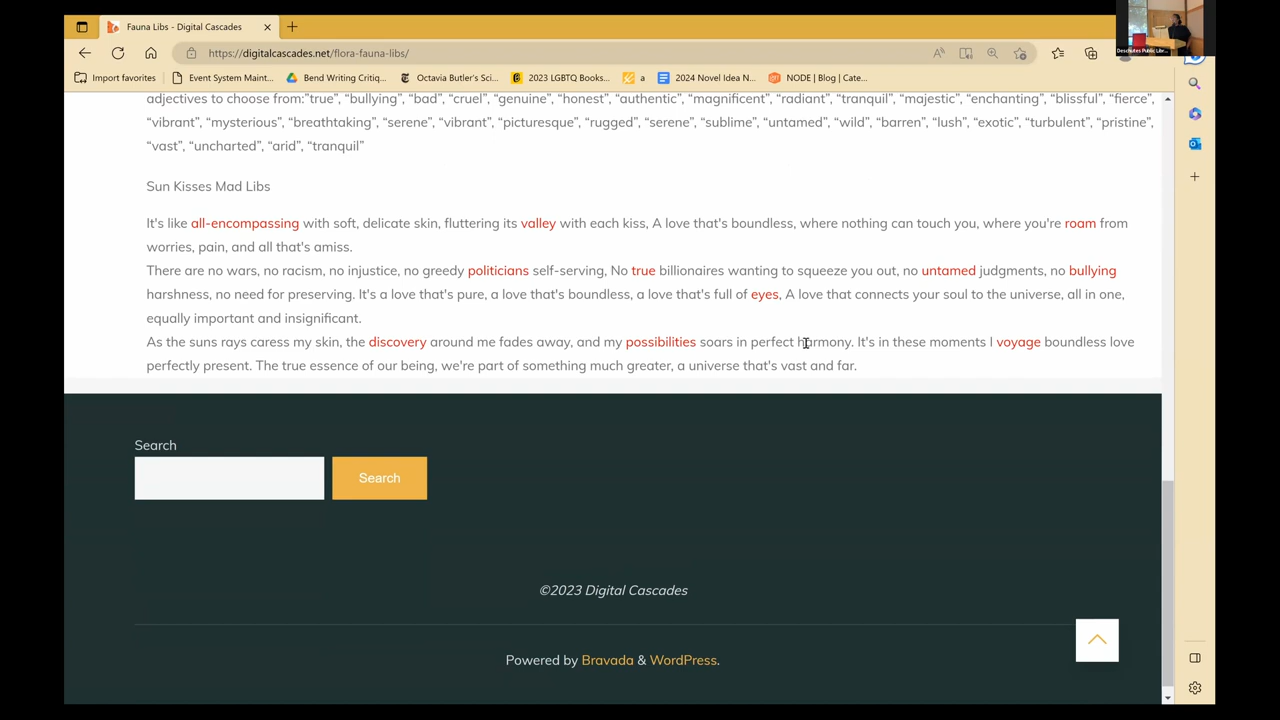 Fauna Libs - Digital Cascades
https://digitalcascades.net/flora-fauna-libs/
Import favorites
Event System Maint...
Bend Writing Critiq...
Octavia Butler's Sci...
2023 LGBTQ Books...
a
2024 Novel Idea N...
NODE | Blog | Cate...
Deschutes Public Libr...
adjectives to choose from:”true”, “bullying”, “bad”, “cruel”, “genuine”, “honest”, “authentic”, “magnificent”, “radiant”, “tranquil”, “majestic”, “enchanting”, “blissful”, “fierce”,
“vibrant”, “mysterious”, “breathtaking”, “serene”, “vibrant”, “picturesque”, “rugged”, “serene”, “sublime”, “untamed”, “wild”, “barren”, “lush”, “exotic”, “turbulent”, “pristine”,
“vast”, “uncharted”, “arid”, “tranquil”
Sun Kisses Mad Libs
It's like all-encompassing with soft, delicate skin, fluttering its valley with each kiss, A love that's boundless, where nothing can touch you, where you're roam from
worries, pain, and all that's amiss.
There are no wars, no racism, no injustice, no greedy politicians self-serving, No true billionaires wanting to squeeze you out, no untamed judgments, no bullying
harshness, no need for preserving. It's a love that's pure, a love that's boundless, a love that's full of eyes, A love that connects your soul to the universe, all in one,
equally important and insignificant.
As the suns rays caress my skin, the discovery around me fades away, and my possibilities soars in perfect harmony. It's in these moments I voyage boundless love
perfectly present. The true essence of our being, we're part of something much greater, a universe that's vast and far.
Search
Search
©2023 Digital Cascades
Powered by Bravada & WordPress.